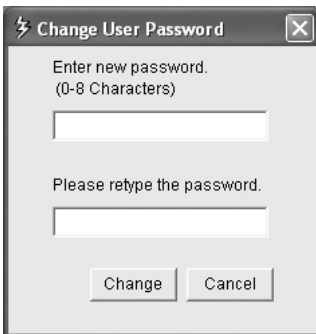 Change User Password
Enter new password.
(0-8 Characters)
Please retype the password.
Change Cancel